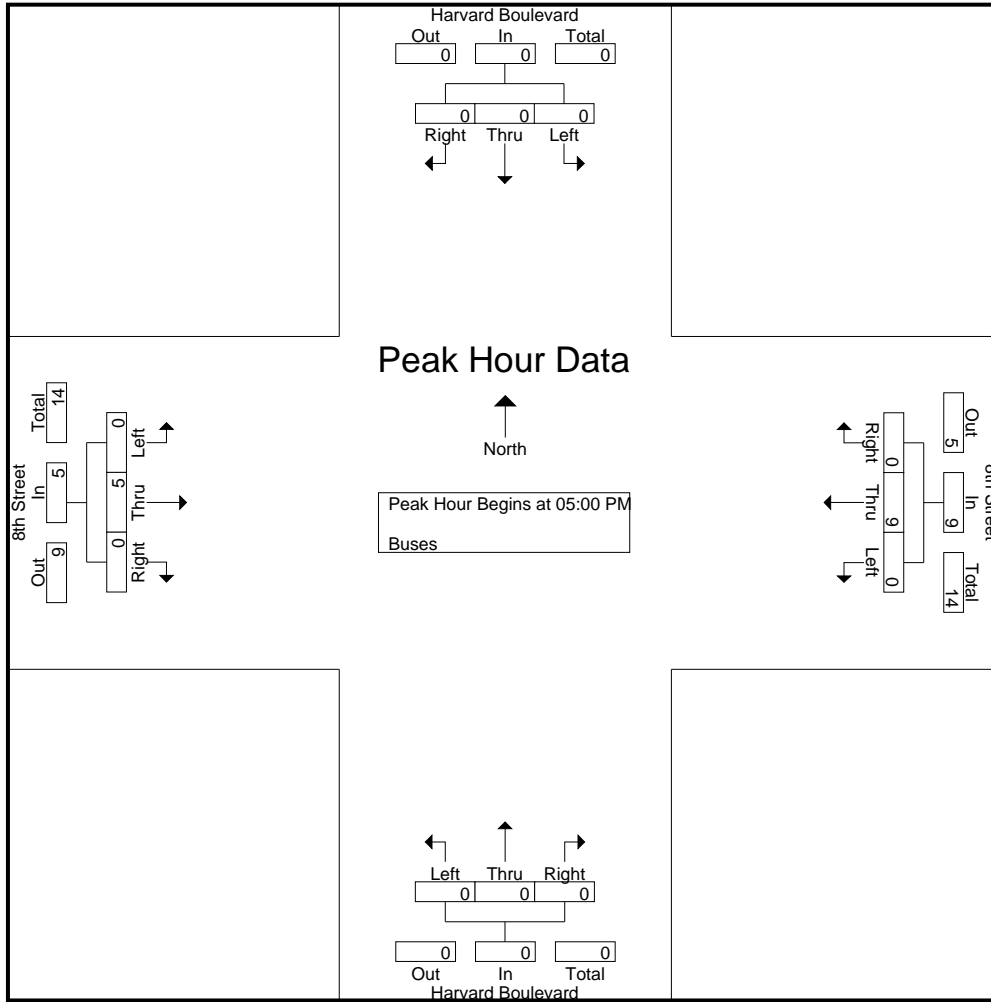 Harvard Boulevard
Out In Total
0 0 0
0 0 0
Right Thru Left
Peak Hour Data
North
Peak Hour Begins at 05:00 PM
Buses
8th Street
Total In Out
14 5 9
0 5 0
Left Thru Right
8th Street
Out In Total
5 9 14
0 9 0
Right Thru Left
Left Thru Right
0 0 0
0 0 0
Out In Total
Harvard Boulevard